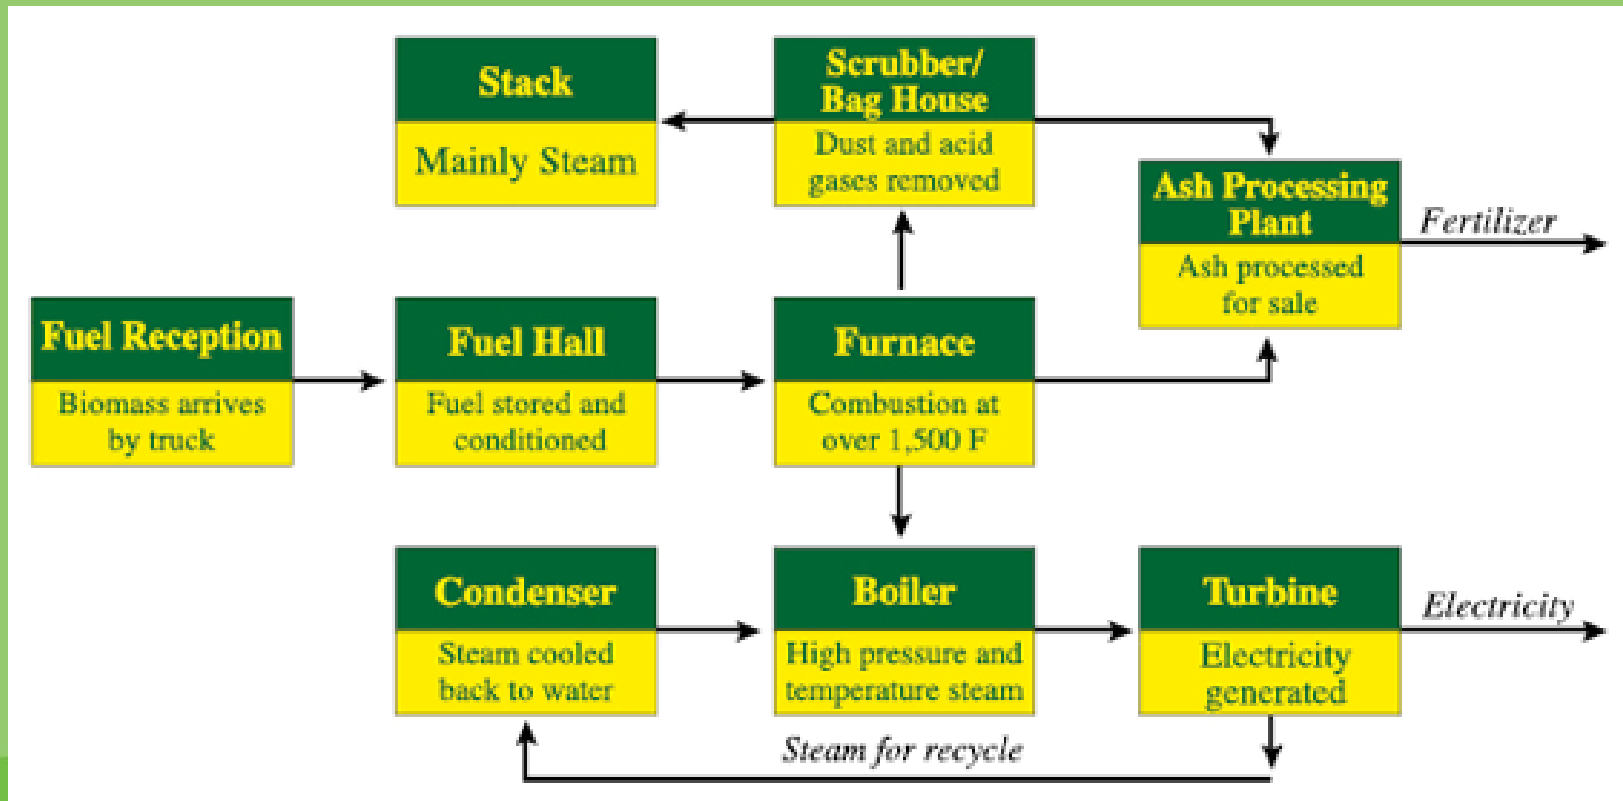 Stack
Mainly Steam
Scrubber/
Bag House
Dust and acid
gases removed
Ash Processing
Plant
Ash processed
for sale
Fertilizer
Fuel Reception
Biomass arrives
by truck
Fuel Hall
Fuel stored and
conditioned
Furnace
Combustion at
over 1,500 F
Condenser
Steam cooled
back to water
Boiler
High pressure and
temperature steam
Turbine
Electricity
generated
Electricity
Steam for recycle